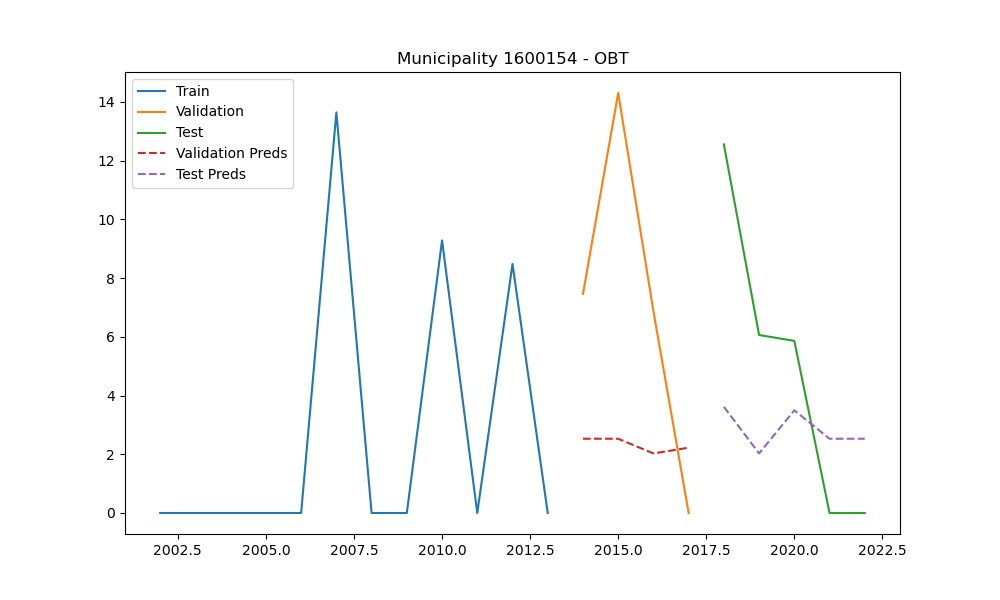 Municipality 1600154 - OBT
Train
Validation
Test
Validation Preds
Test Preds
14
12
10
8
6
4
2
0
2002.5 2005.0 2007.5 2010.0 2012.5 2015.0 2017.5 2020.0 2022.5